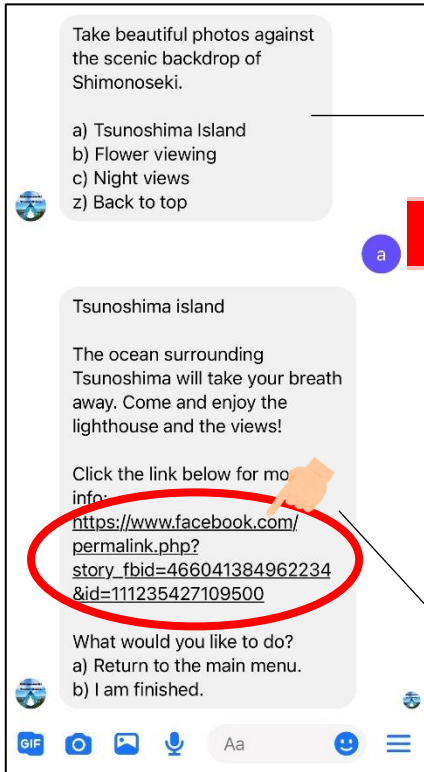 Take beautiful photos against
the scenic backdrop of
Shimonoseki.
a) Tsunoshima Island
b) Flower viewing
c) Night views
z) Back to top
a
Tsunoshima island
The ocean surrounding
Tsunoshima will take your breath
away. Come and enjoy the
lighthouse and the views!
Click the link below for mo
info:
https://www.facebook.com/
permalink.php?
story_fbid=466041384962234
&id=111235427109500
What would you like to do?
a) Return to the main menu.
b) I am finished.
GIF
Aa